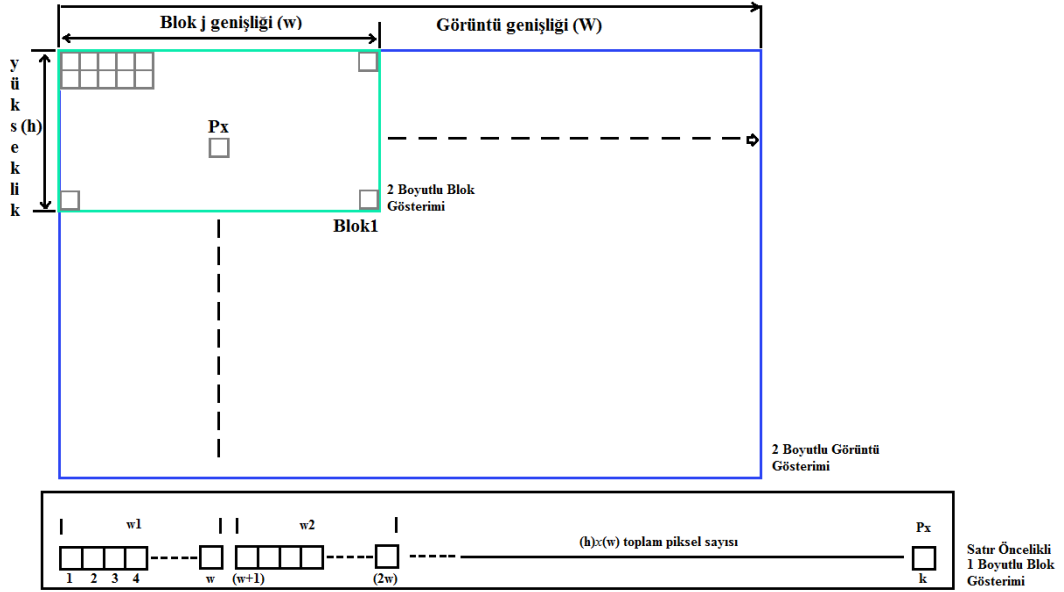 Blok j genişliği (w)
Görüntü genişliği (W)
y
ü
k
s (h)
e
k
li
k
Px
2 Boyutlu Blok
Gösterimi
Blok1
2 Boyutlu Görüntü
Gösterimi
w1
w2
(h)x(w) toplam piksel sayısı
Px
1 2 3 4 w (w+1) (2w) k
Satır Öncelikli
1 Boyutlu Blok
Gösterimi